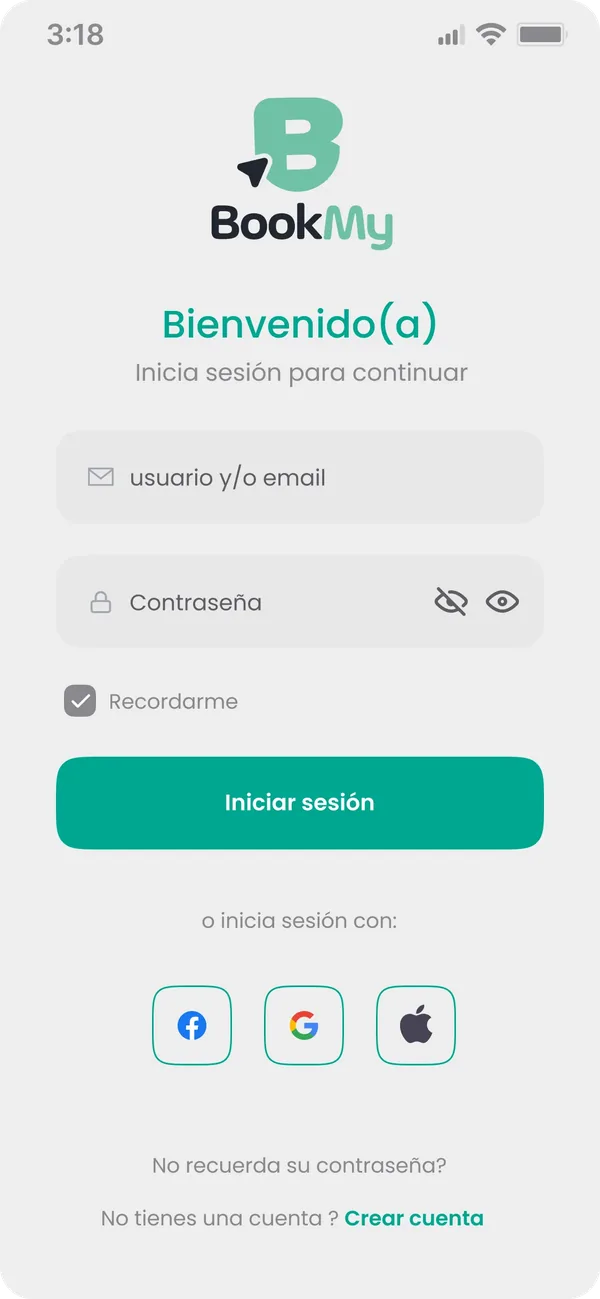 3:18
B
BookMy
Bienvenido(a)
Inicia sesión para continuar
usuario y/o email
Contraseña
Recordarme
Iniciar sesión
o inicia sesión con:
No recuerda su contraseña?
No tienes una cuenta ? Crear cuenta